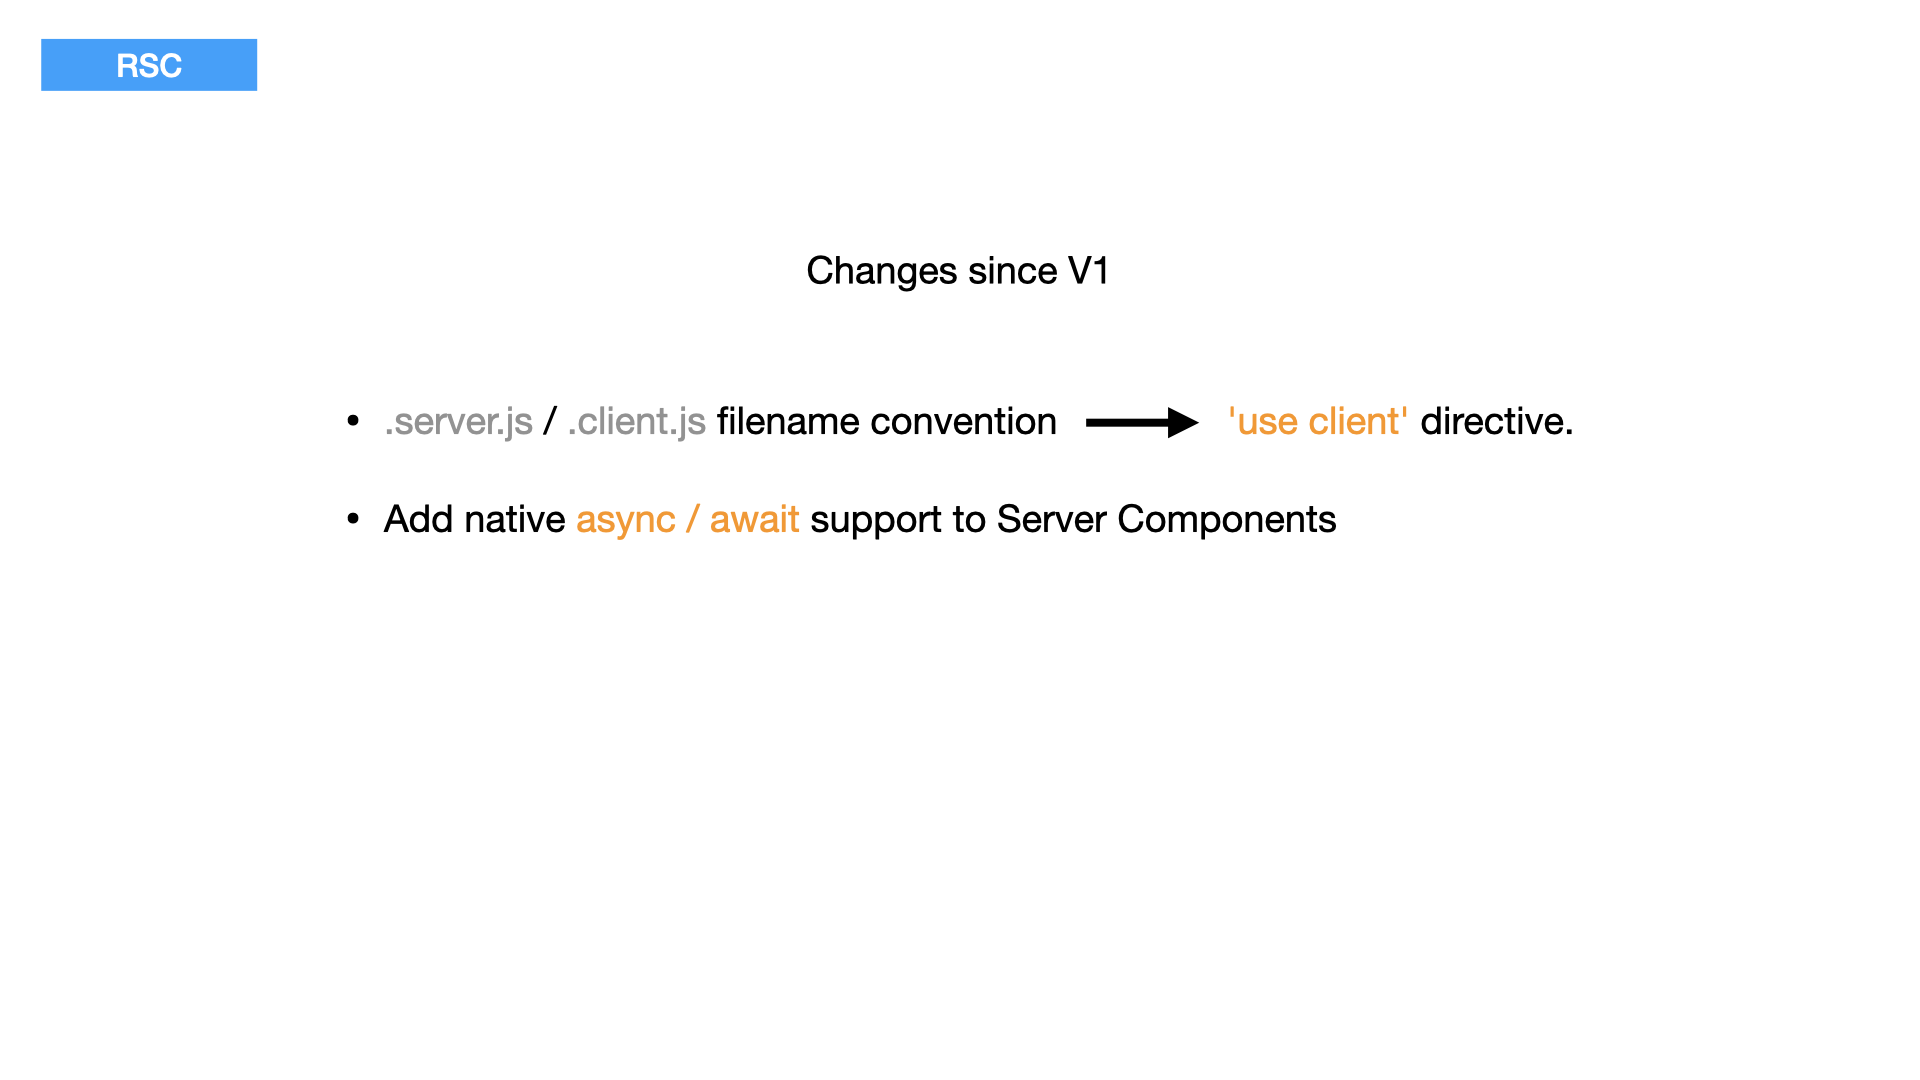 RSC
Changes since V1
• .server.js / .client.js filename convention → 'use client' directive.
• Add native async / await support to Server Components